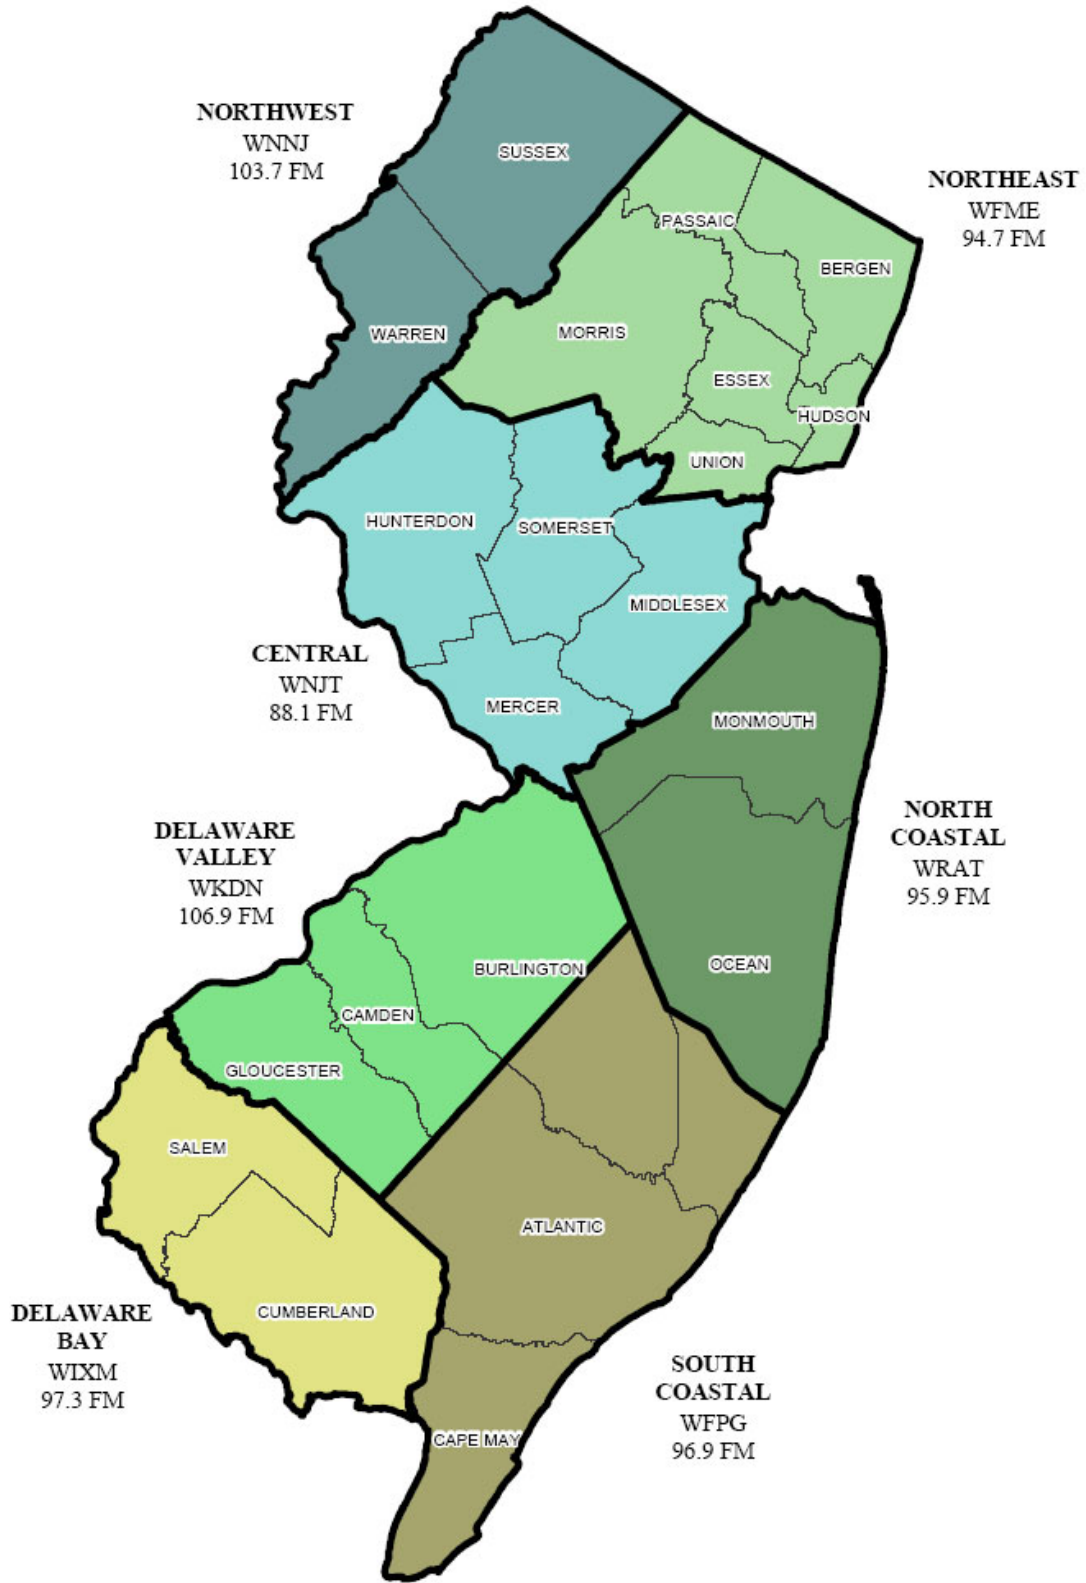 NORTHWEST
WNNJ
103.7 FM
SUSSEX
NORTHEAST
WFME
94.7 FM
PASSAIC
BERGEN
WARREN
MORRIS
ESSEX
HUDSON
UNION
HUNTERDON
SOMERSET
MIDDLESEX
CENTRAL
WNJT
88.1 FM
MERCER
MONMOUTH
DELAWARE
VALLEY
WKDN
106.9 FM
NORTH
COASTAL
WRAT
95.9 FM
BURLINGTON
OCEAN
CAMDEN
GLOUCESTER
SALEM
ATLANTIC
CUMBERLAND
DELAWARE
BAY
WIXM
97.3 FM
SOUTH
COASTAL
WFPG
96.9 FM
CAPE MAY